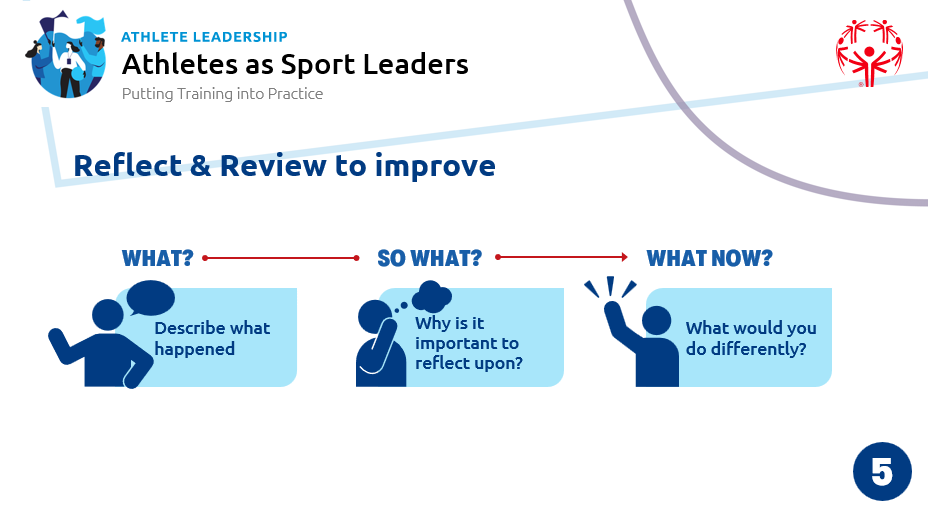 ATHLETE LEADERSHIP
Athletes as Sport Leaders
Putting Training into Practice
®
Reflect & Review to improve
WHAT?
SO WHAT?
WHAT NOW?
Describe what
happened
Why is it
important to
reflect upon?
What would you
do differently?
5